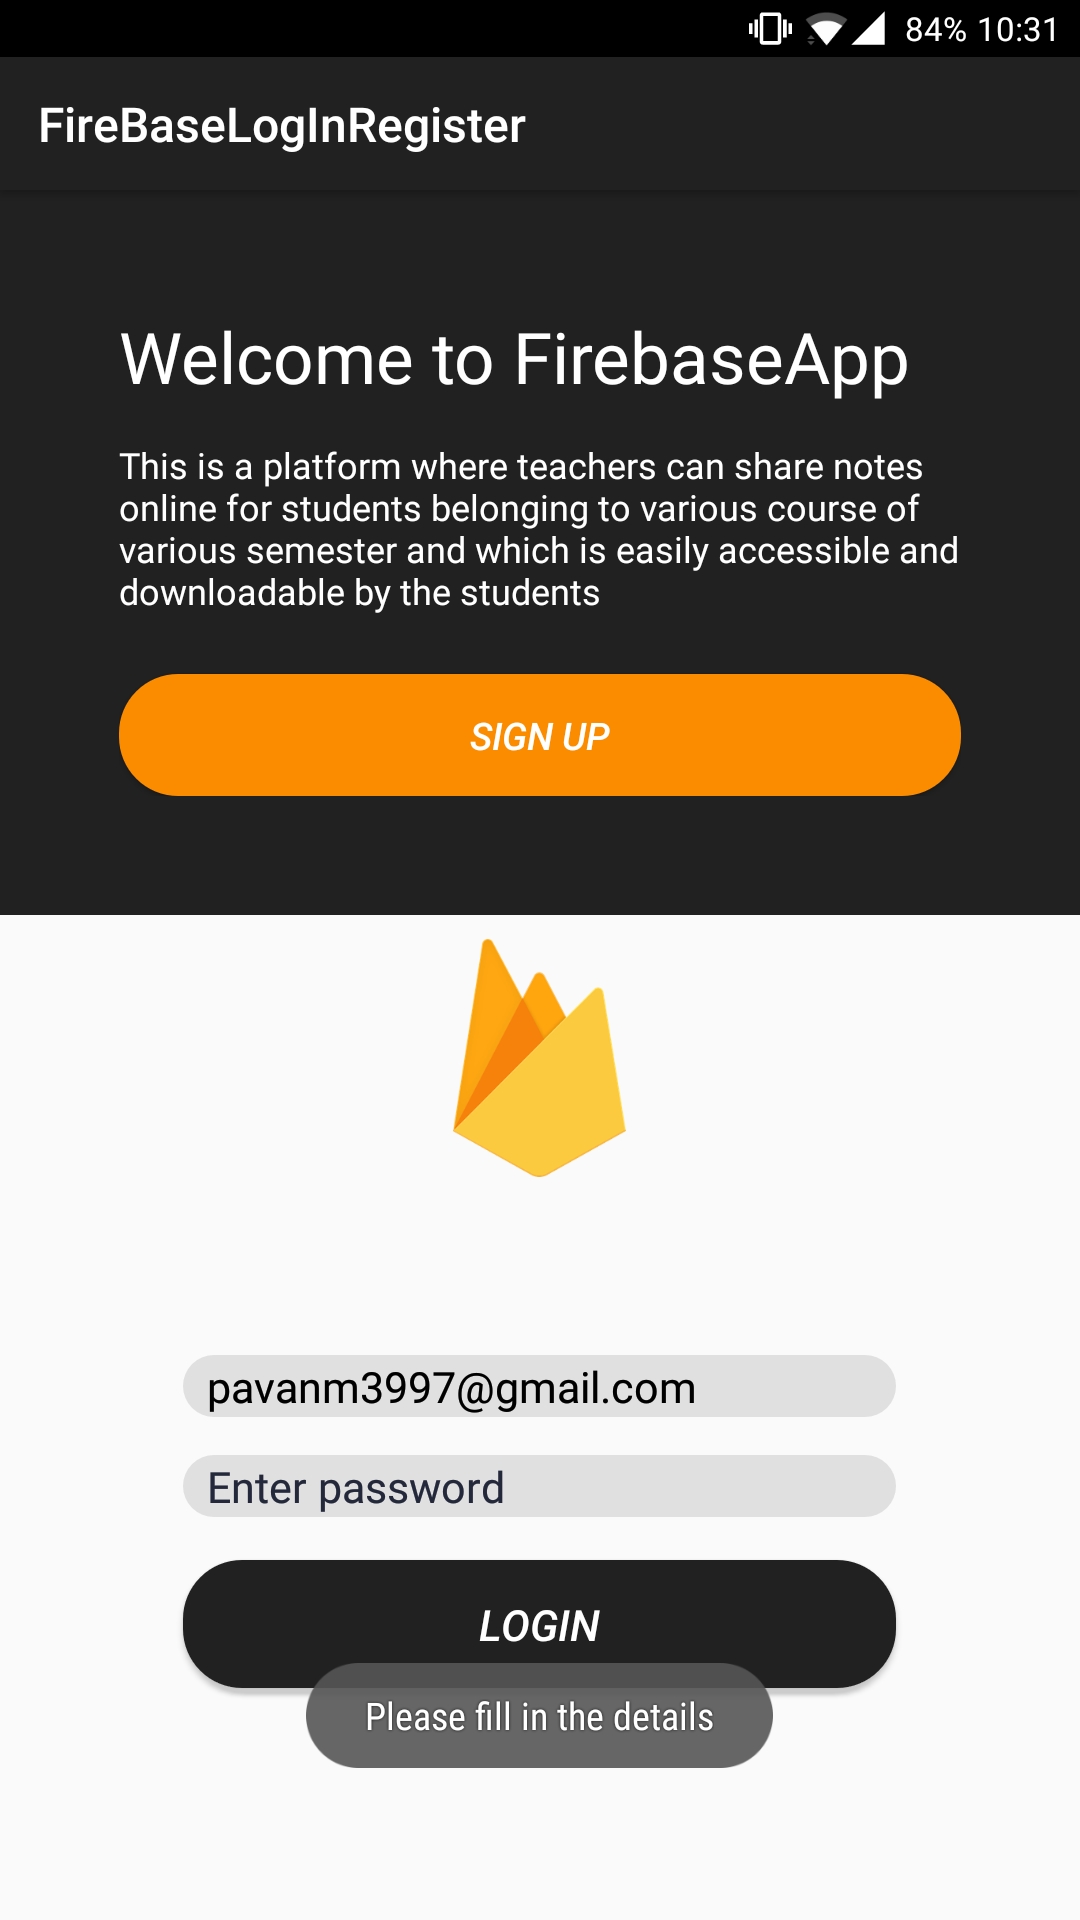 84% 10:31
FireBaseLogInRegister
Welcome to FirebaseApp
This is a platform where teachers can share notes
online for students belonging to various course of
various semester and which is easily accessible and
downloadable by the students
SIGN UP
pavanm3997@gmail.com
Enter password
LOGIN
Please fill in the details